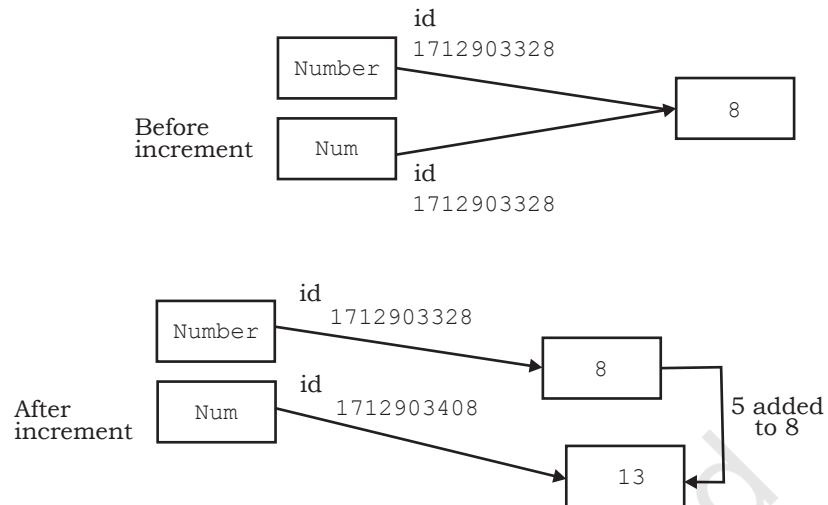 id
1712903328
Number
8
Before
increment
Num
id
1712903328
id
1712903328
Number
8
id
1712903408
After
increment
Num
5 added
to 8
13